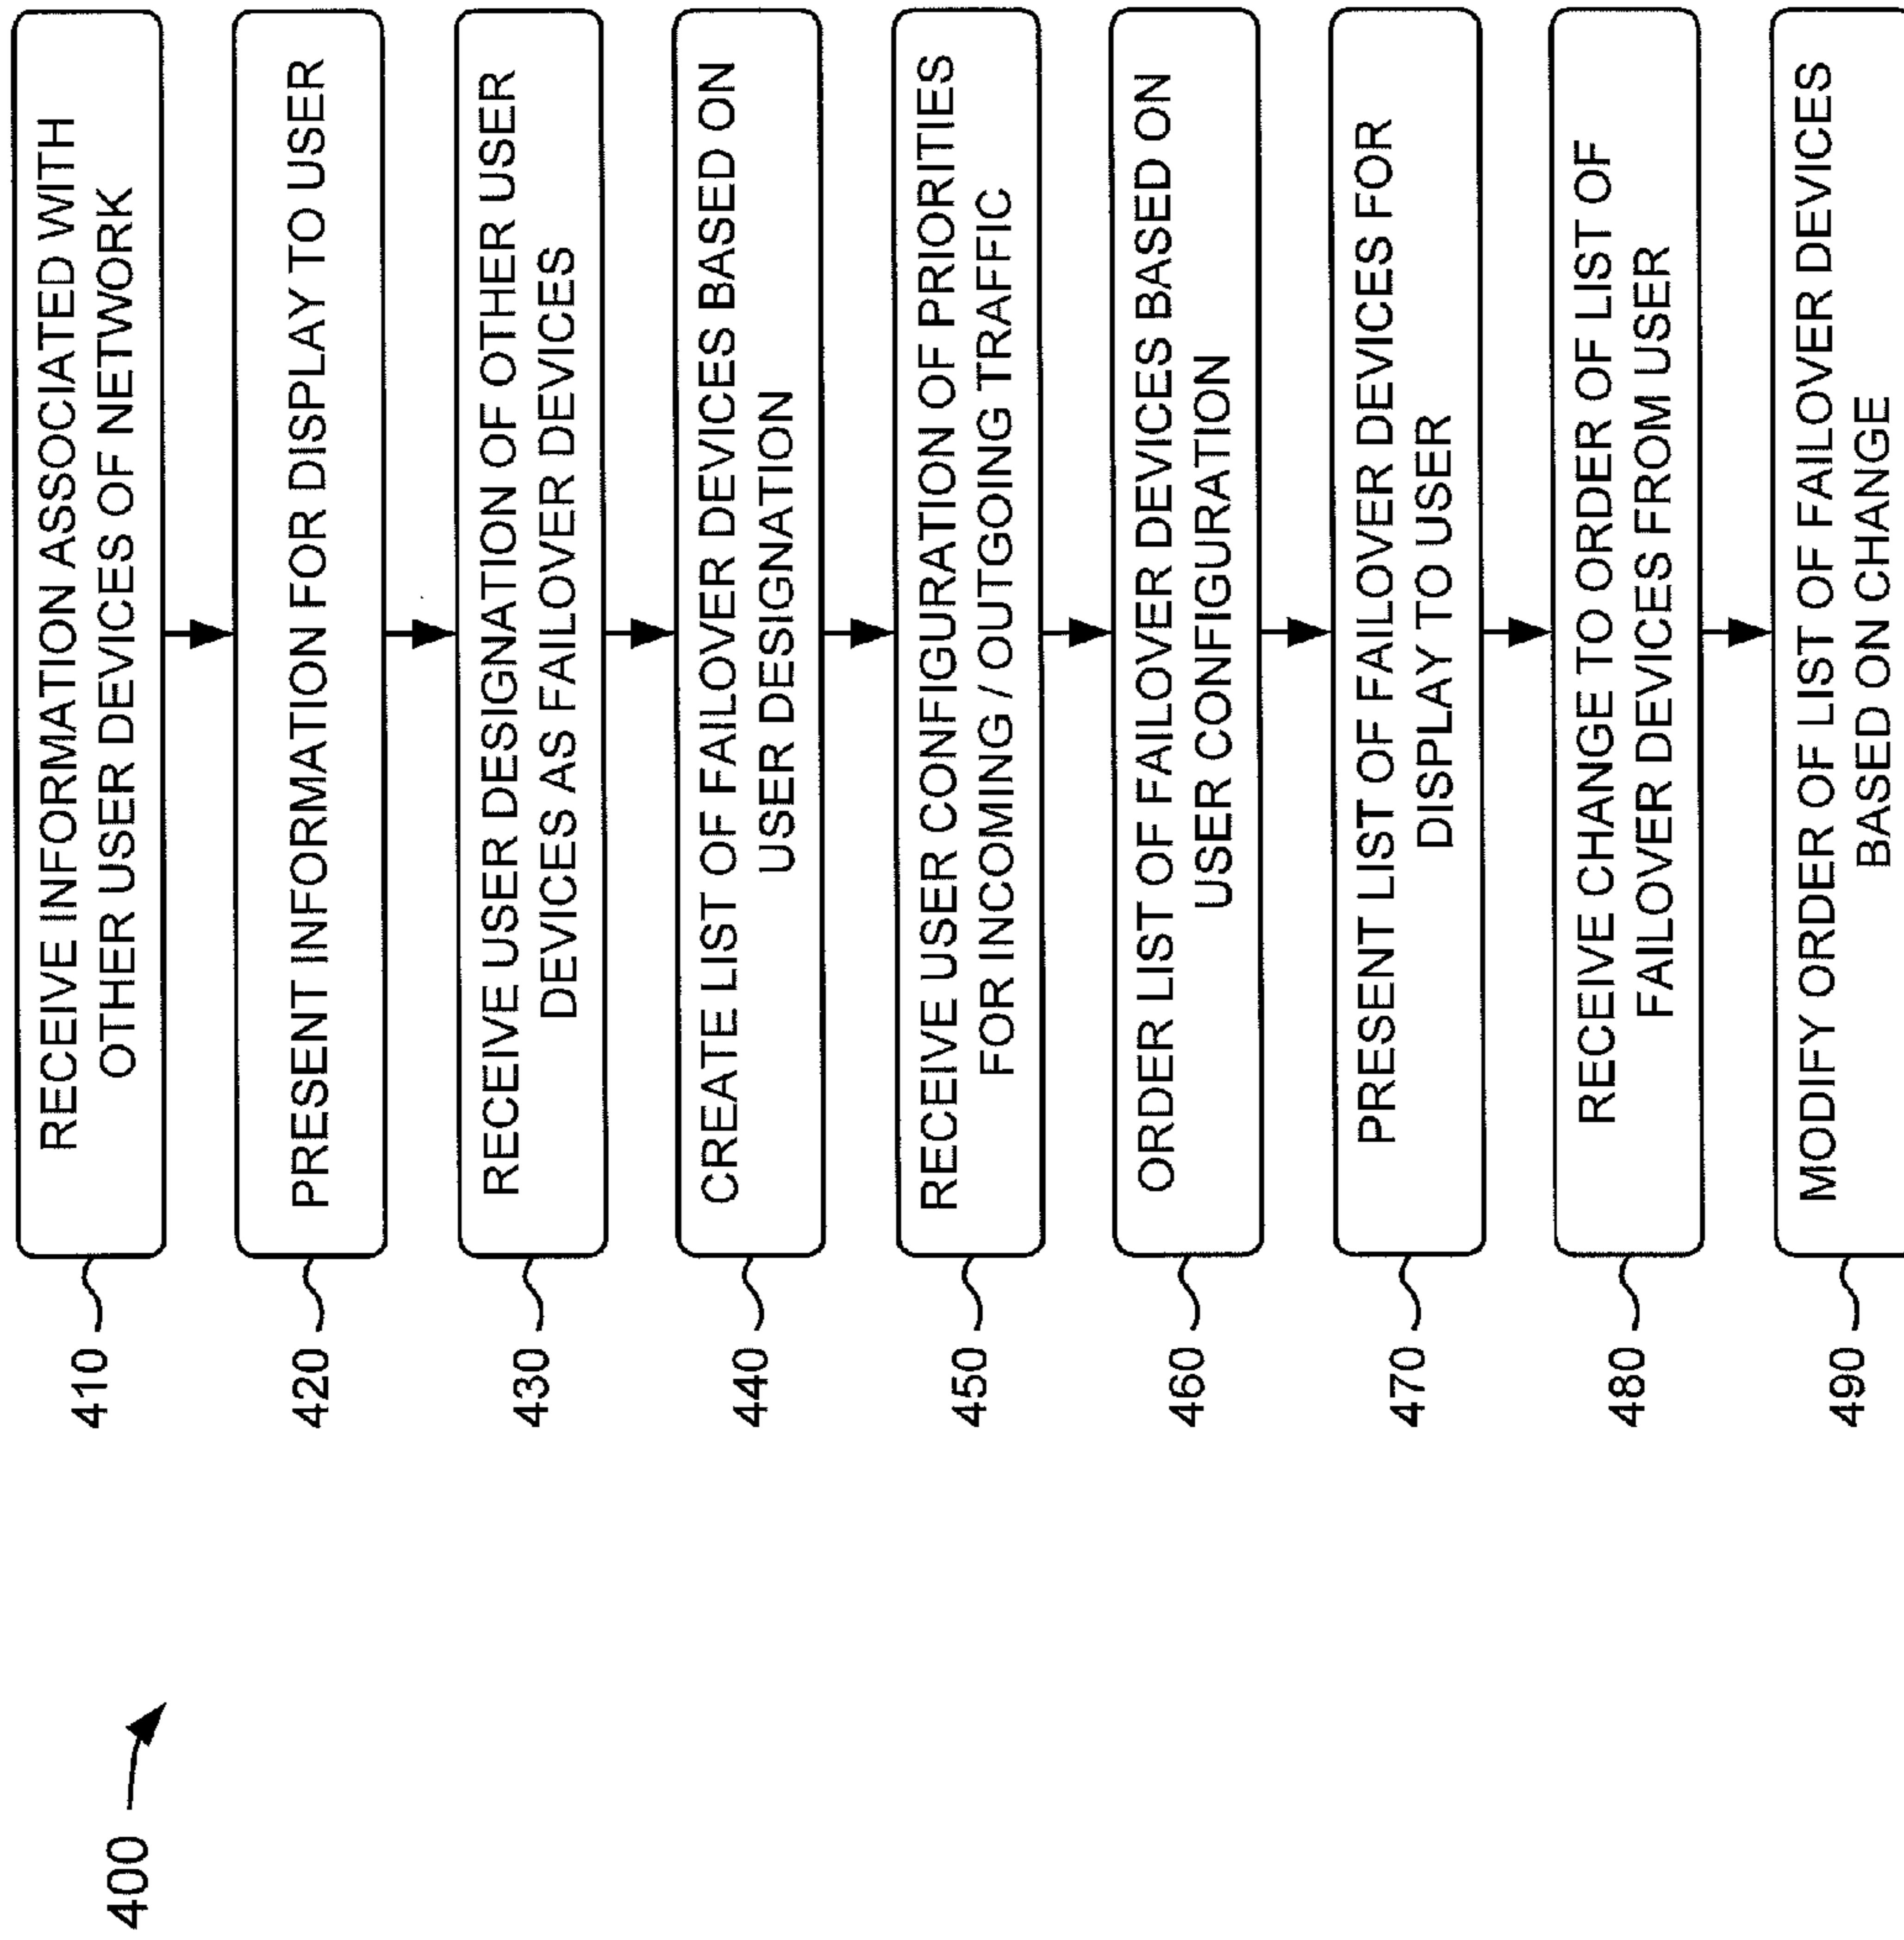 400
410
RECEIVE INFORMATION ASSOCIATED WITH
OTHER USER DEVICES OF NETWORK
420
PRESENT INFORMATION FOR DISPLAY TO USER
430
RECEIVE USER DESIGNATION OF OTHER USER
DEVICES AS FAILOVER DEVICES
440
CREATE LIST OF FAILOVER DEVICES BASED ON
USER DESIGNATION
450
RECEIVE USER CONFIGURATION OF PRIORITIES
FOR INCOMING / OUTGOING TRAFFIC
460
ORDER LIST OF FAILOVER DEVICES BASED ON
USER CONFIGURATION
470
PRESENT LIST OF FAILOVER DEVICES FOR
DISPLAY TO USER
480
RECEIVE CHANGE TO ORDER OF LIST OF
FAILOVER DEVICES FROM USER
490
MODIFY ORDER OF LIST OF FAILOVER DEVICES
BASED ON CHANGE